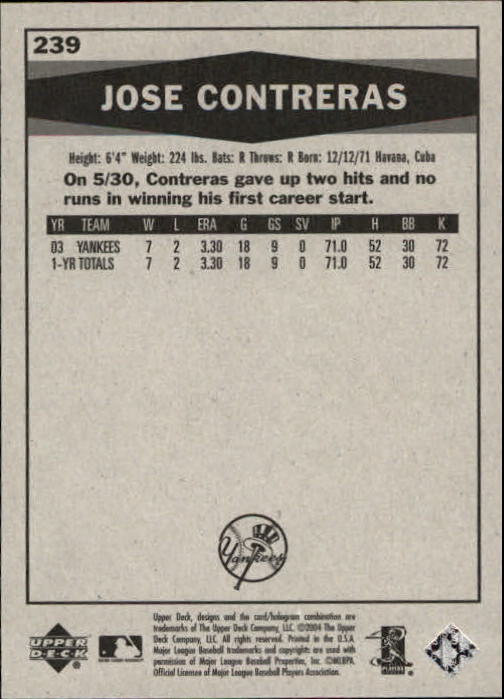 239
JOSE CONTRERAS
Height: 6'4" Weight: 224 lbs. Bats: R Throws: R Born: 12/12/71 Havana, Cuba
On 5/30, Contreras gave up two hits and no
runs in winning his first career start.
YR TEAM W L ERA G GS SV IP H BB K
03 YANKEES 7 2 3.30 18 9 0 71.0 52 30 72
1-YR TOTALS 7 2 3.30 18 9 0 71.0 52 30 72
Yankees
Upper Deck, designs and the card/hologram combination are
trademarks of The Upper Deck Company, LLC. ©2004 The Upper
Deck Company, LLC. All rights reserved. Printed in the U.S.A.
Major League Baseball trademarks and copyrights are used with
permission of Major League Baseball Properties, Inc. ©MLBPA
Official Licensee of Major League Baseball Players Association.
UPPER
DECK
PLAYERS